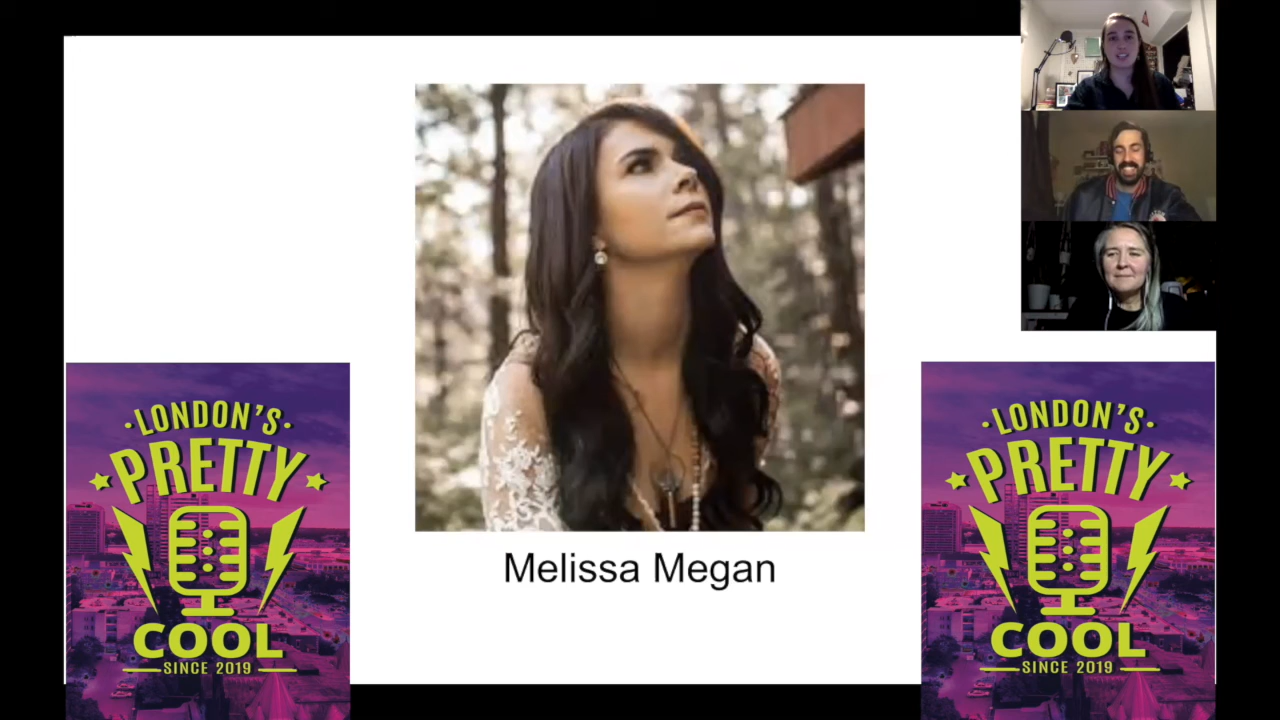 Melissa Megan
LONDON'S
PRETTY
COOL
SINCE 2019
LONDON'S
PRETTY
COOL
SINCE 2019